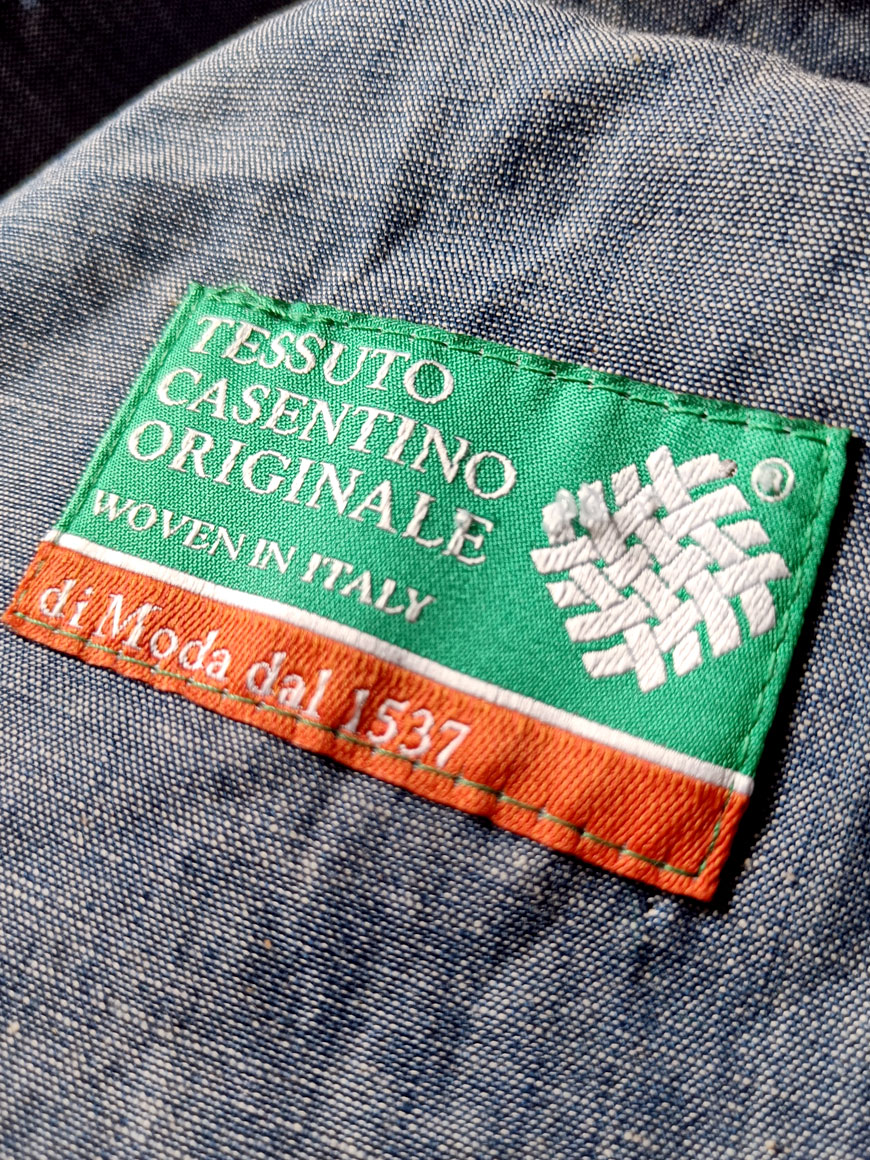 TESSUTO
CASENTINO
ORIGINALE
WOVEN IN ITALY
®
di Moda dal 1537